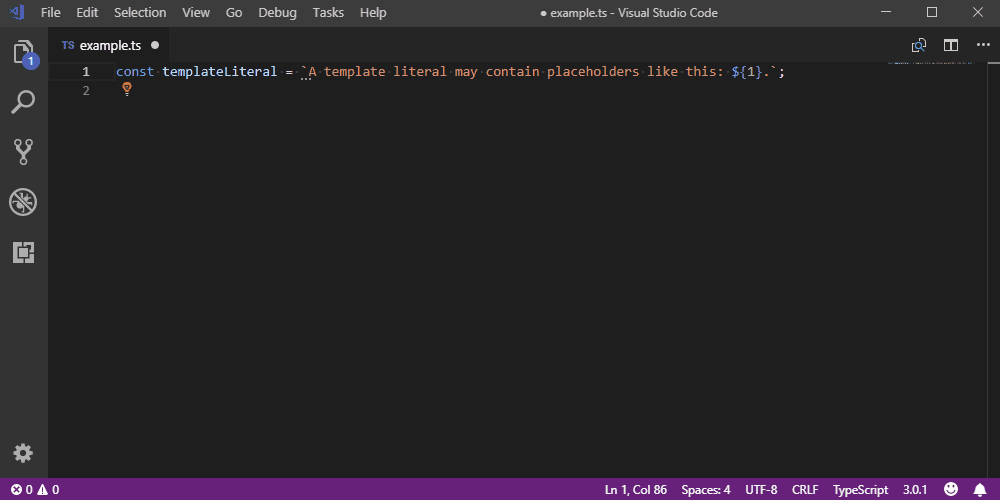 File Edit Selection View Go Debug Tasks Help ● example.ts - Visual Studio Code
TS example.ts ●
1
1 const templateLiteral = `A template literal may contain placeholders like this: ${1}.`;
2
0 0 Ln 1, Col 86 Spaces: 4 UTF-8 CRLF TypeScript 3.0.1